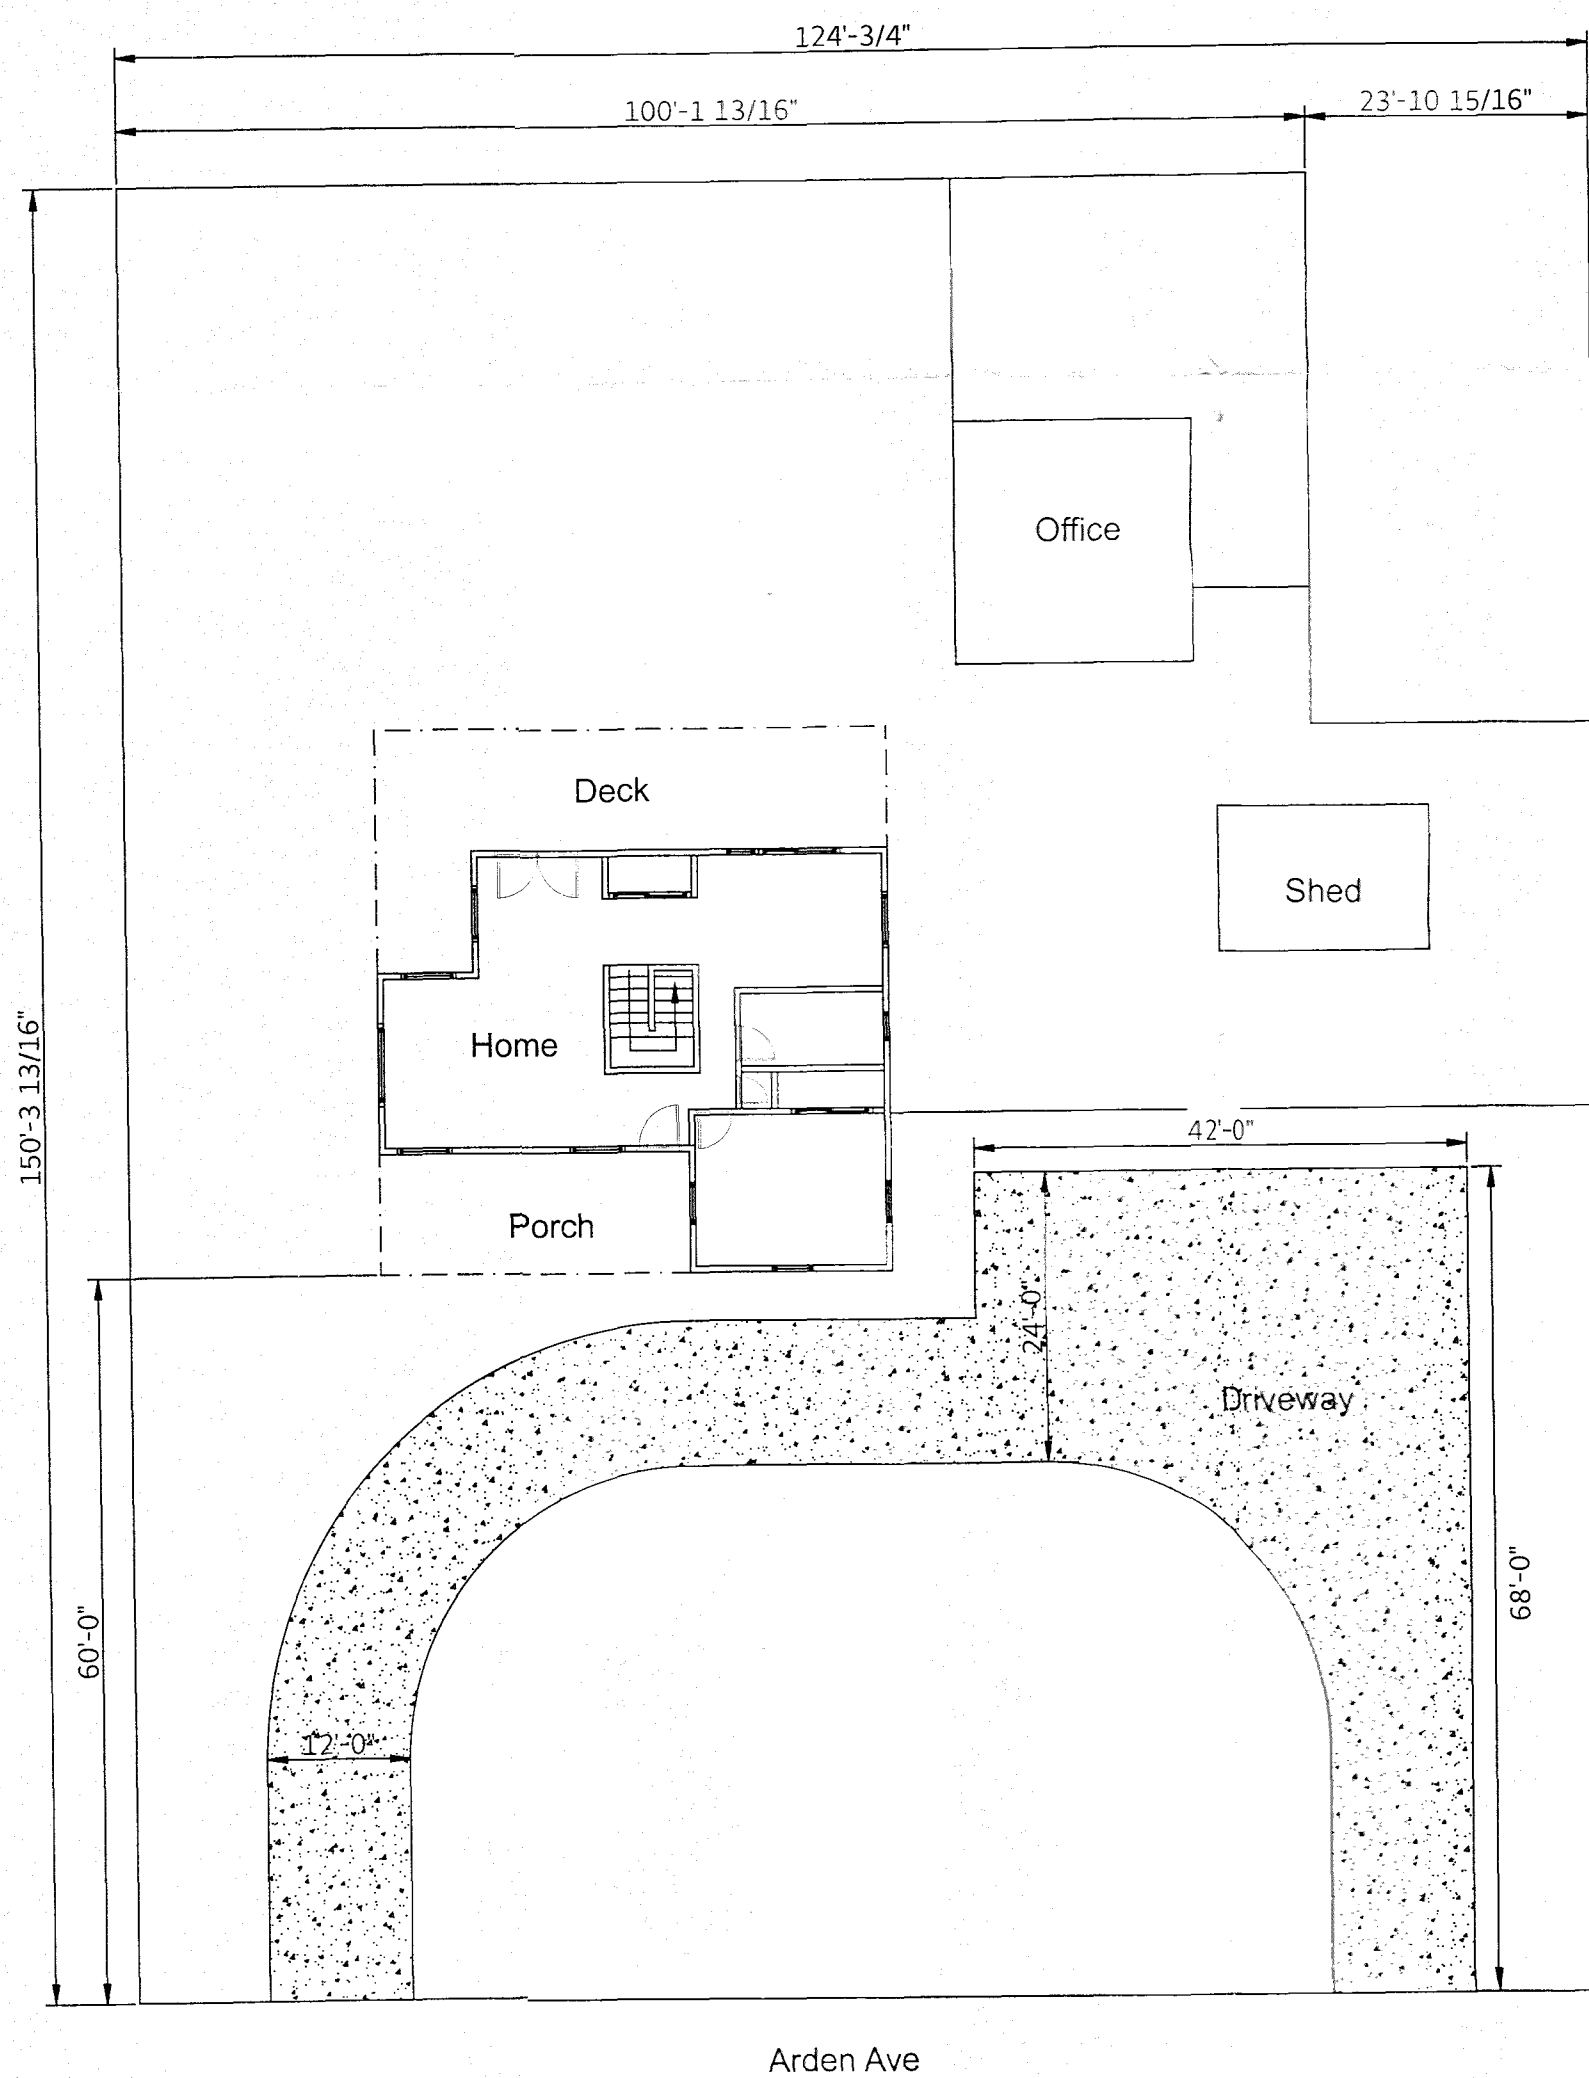 124'-3/4"
100'-1 13/16"
23'-10 15/16"
Office
Deck
Shed
150'-3 13/16"
Home
42'-0"
Porch
24'-0"
Driveway
68'-0"
60'-0"
12'-0"
Arden Ave